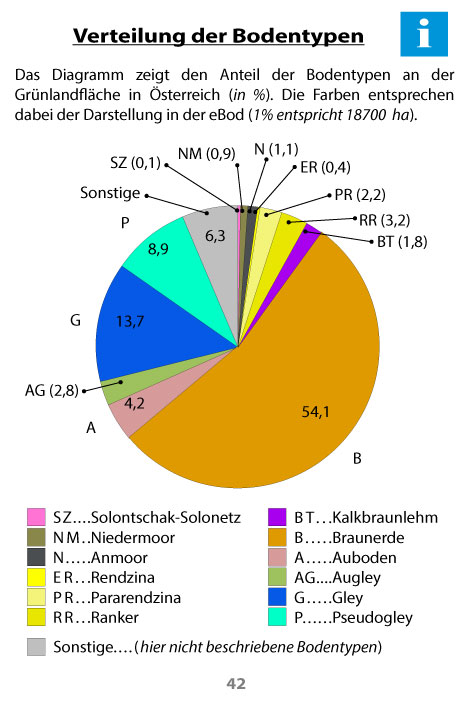 Verteilung der Bodentypen
i
Das Diagramm zeigt den Anteil der Bodentypen an der
Grünlandfläche in Österreich (in %). Die Farben entsprechen
dabei der Darstellung in der eBod (1% entspricht 18700 ha).
SZ (0,1)
NM (0,9)
N (1,1)
ER (0,4)
Sonstige
PR (2,2)
RR (3,2)
BT (1,8)
P
8,9
6,3
G
13,7
AG (2,8)
4,2
A
54,1
B
SZ....Solontschak-Solonetz
NM..Niedermoor
N.....Anmoor
ER...Rendzina
PR...Pararendzina
RR...Ranker
BT...Kalkbraunlehm
B.....Braunerde
A.....Auboden
AG....Augley
G.....Gley
P......Pseudogley
Sonstige....(hier nicht beschriebene Bodentypen)
42